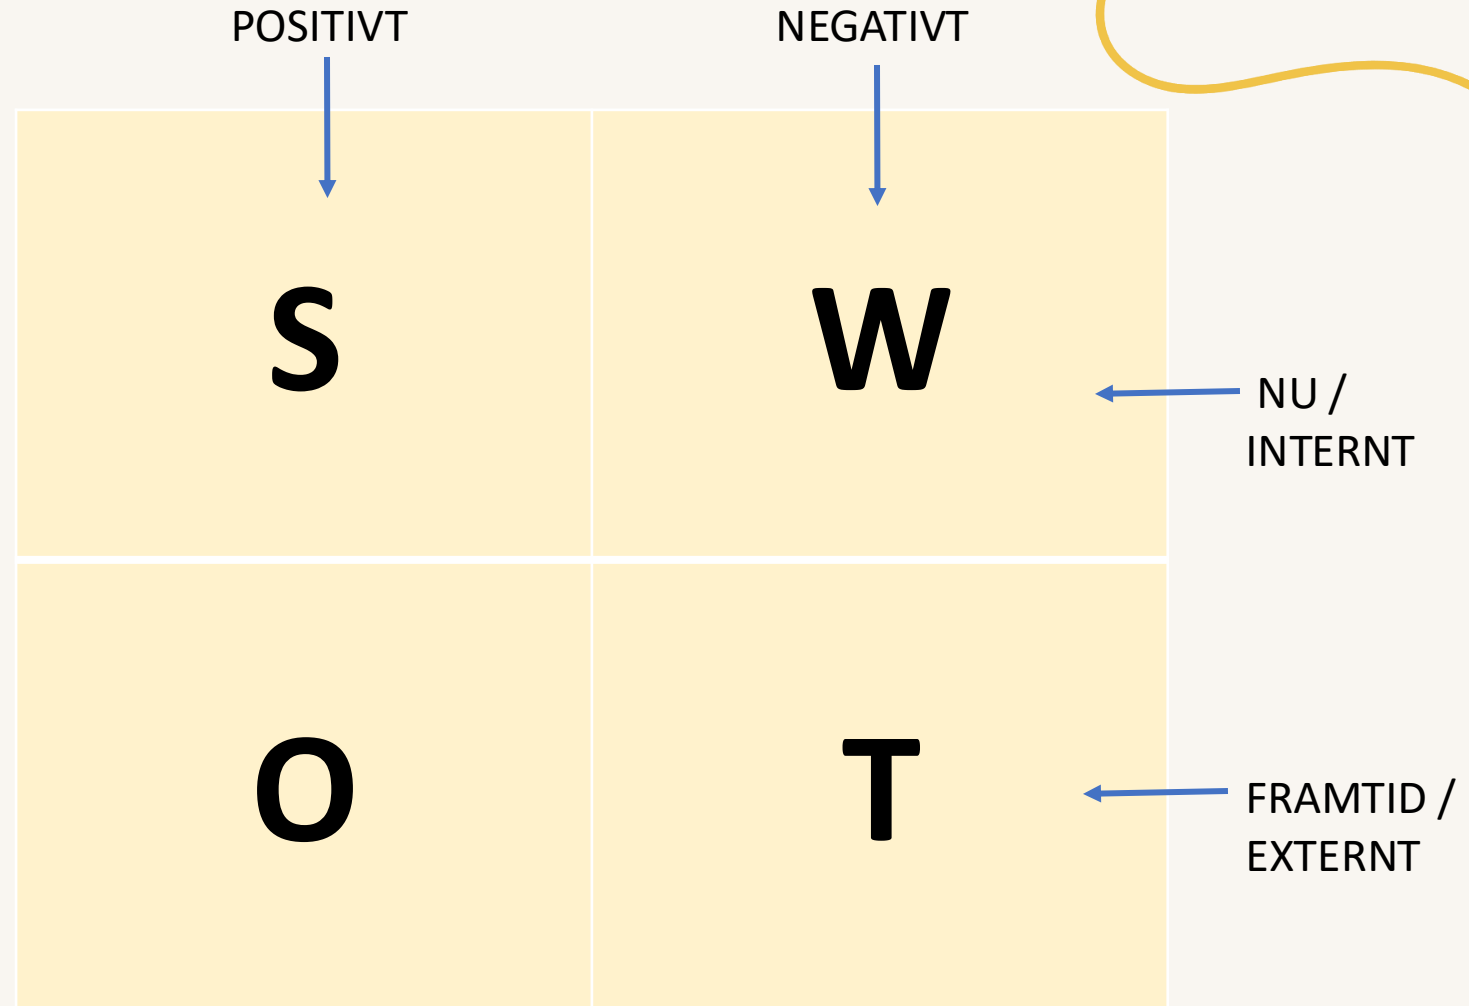 POSITIVT
NEGATIVT
S
W
NU /
INTERNT
O
T
FRAMTID /
EXTERNT